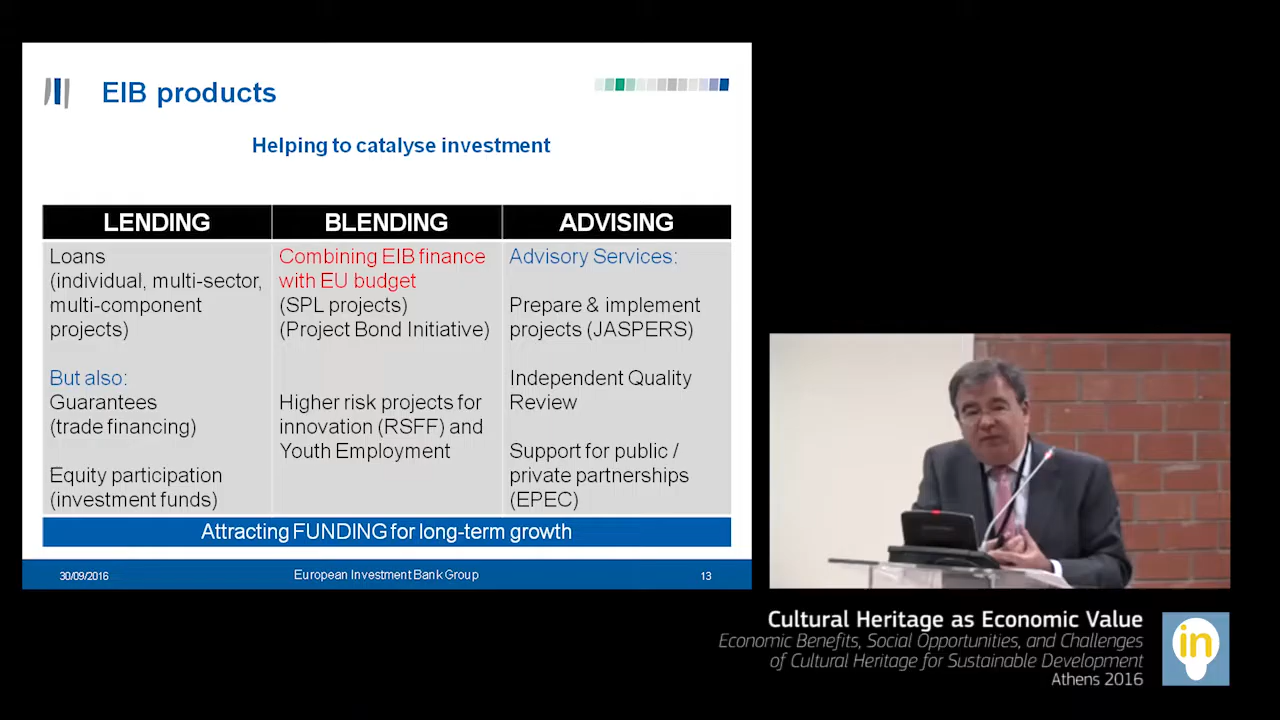 EIB products
Helping to catalyse investment
LENDING
Loans
(individual, multi-sector,
multi-component
projects)
But also:
Guarantees
(trade financing)
Equity participation
(investment funds)
BLENDING
Combining EIB finance
with EU budget
(SPL projects)
(Project Bond Initiative)
Higher risk projects for
innovation (RSFF) and
Youth Employment
ADVISING
Advisory Services:
Prepare & implement
projects (JASPERS)
Independent Quality
Review
Support for public /
private partnerships
(EPEC)
Attracting FUNDING for long-term growth
30/09/2016
European Investment Bank Group
13
Cultural Heritage as Economic Value
Economic Benefits, Social Opportunities, and Challenges
of Cultural Heritage for Sustainable Development
Athens 2016
in